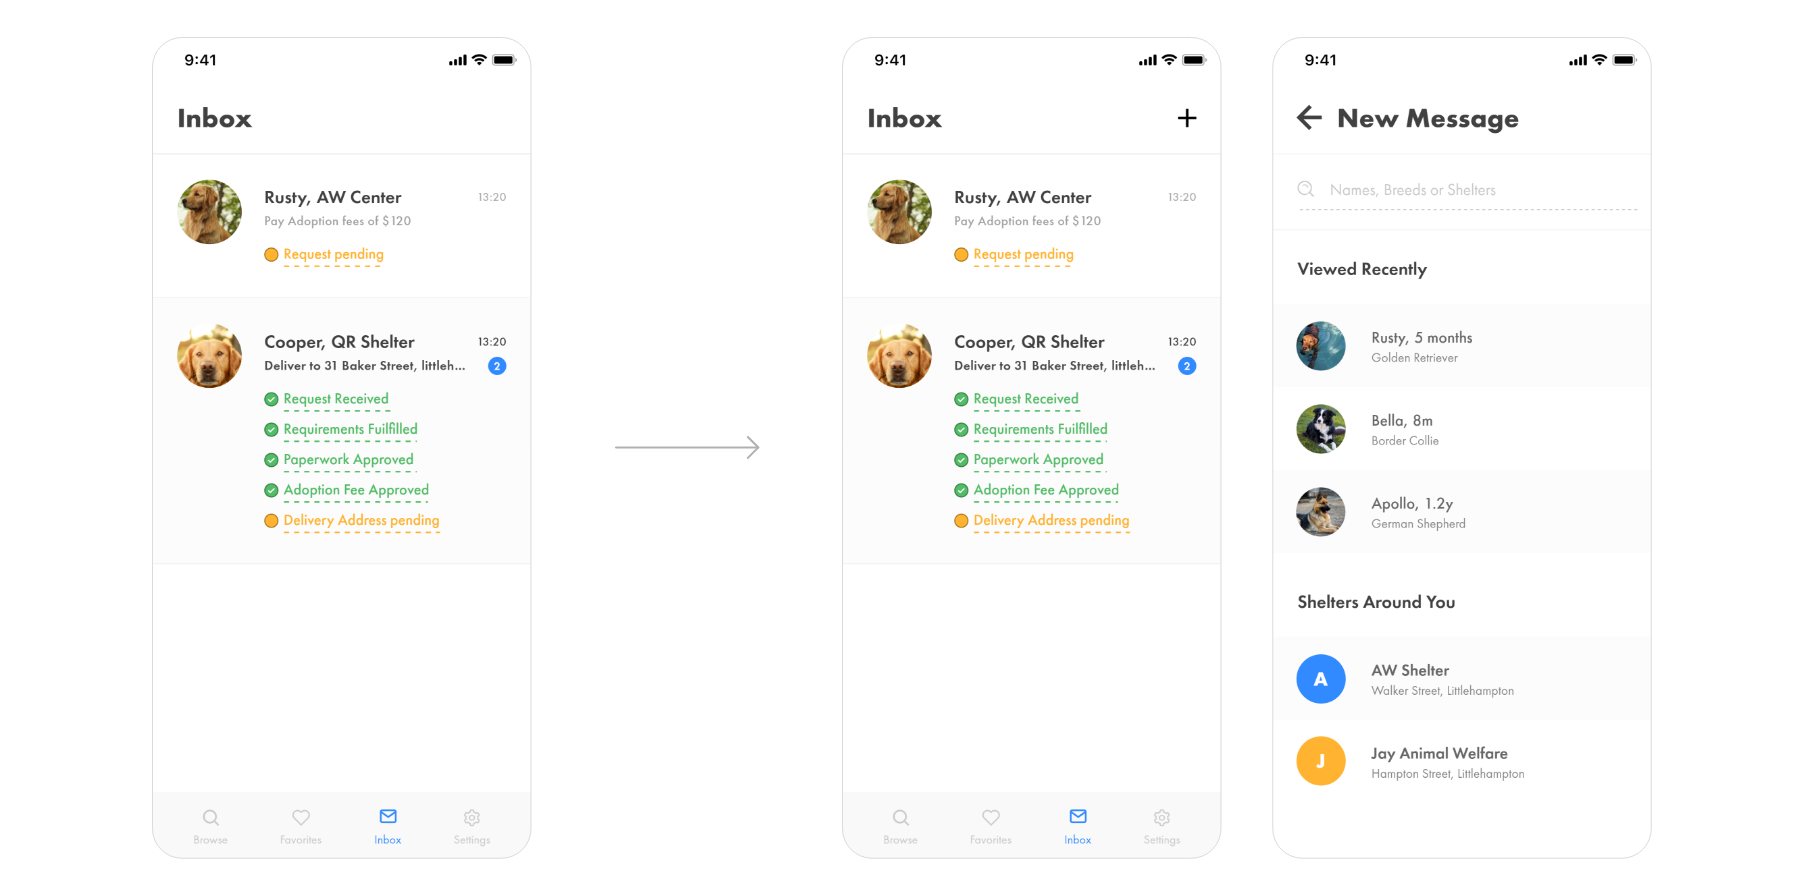 9:41
Inbox
Rusty, AW Center
13:20
Pay Adoption fees of $120
Request pending
Cooper, QR Shelter
13:20
Deliver to 31 Baker Street, littleh...
2
Request Received
Requirements Fuilfilled
Paperwork Approved
Adoption Fee Approved
Delivery Address pending
Browse
Favorites
Inbox
Settings
9:41
Inbox
Rusty, AW Center
13:20
Pay Adoption fees of $120
Request pending
Cooper, QR Shelter
13:20
Deliver to 31 Baker Street, littleh...
2
Request Received
Requirements Fuilfilled
Paperwork Approved
Adoption Fee Approved
Delivery Address pending
Browse
Favorites
Inbox
Settings
9:41
New Message
Names, Breeds or Shelters
Viewed Recently
Rusty, 5 months
Golden Retriever
Bella, 8m
Border Collie
Apollo, 1.2y
German Shepherd
Shelters Around You
A
AW Shelter
Walker Street, Littlehampton
J
Jay Animal Welfare
Hampton Street, Littlehampton